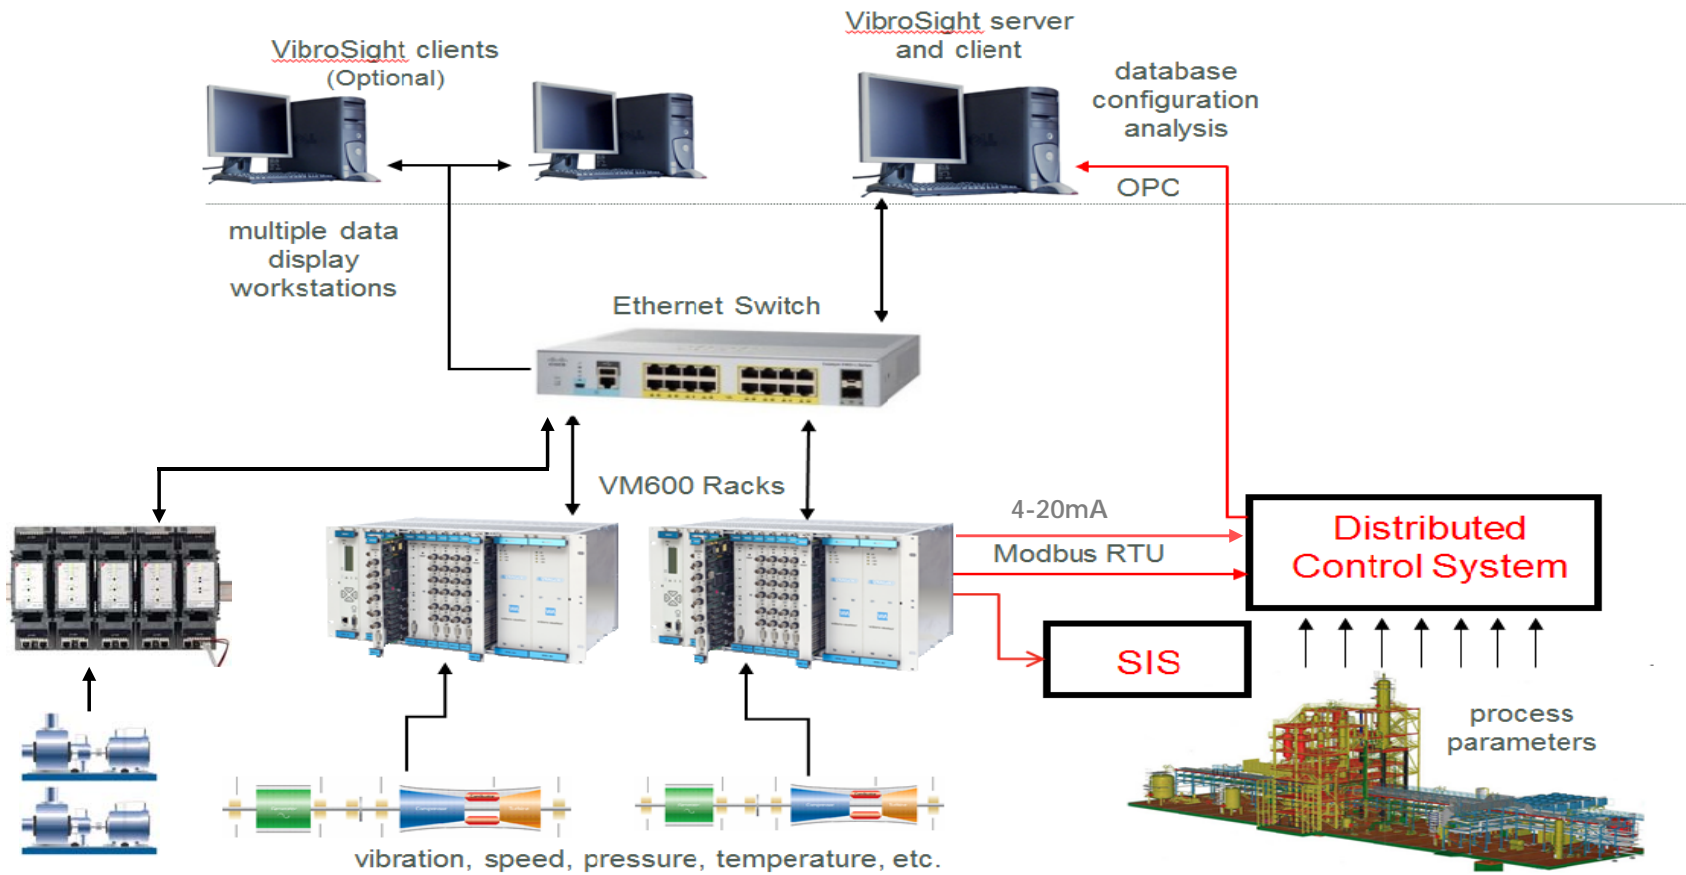 VibroSight server
and client
VibroSight clients
(Optional)
database
configuration
analysis
OPC
multiple data
display
workstations
Ethernet Switch
VM600 Racks
4-20mA
Modbus RTU
Distributed
Control System
SIS
process
parameters
Compressor
vibration, speed, pressure, temperature, etc.